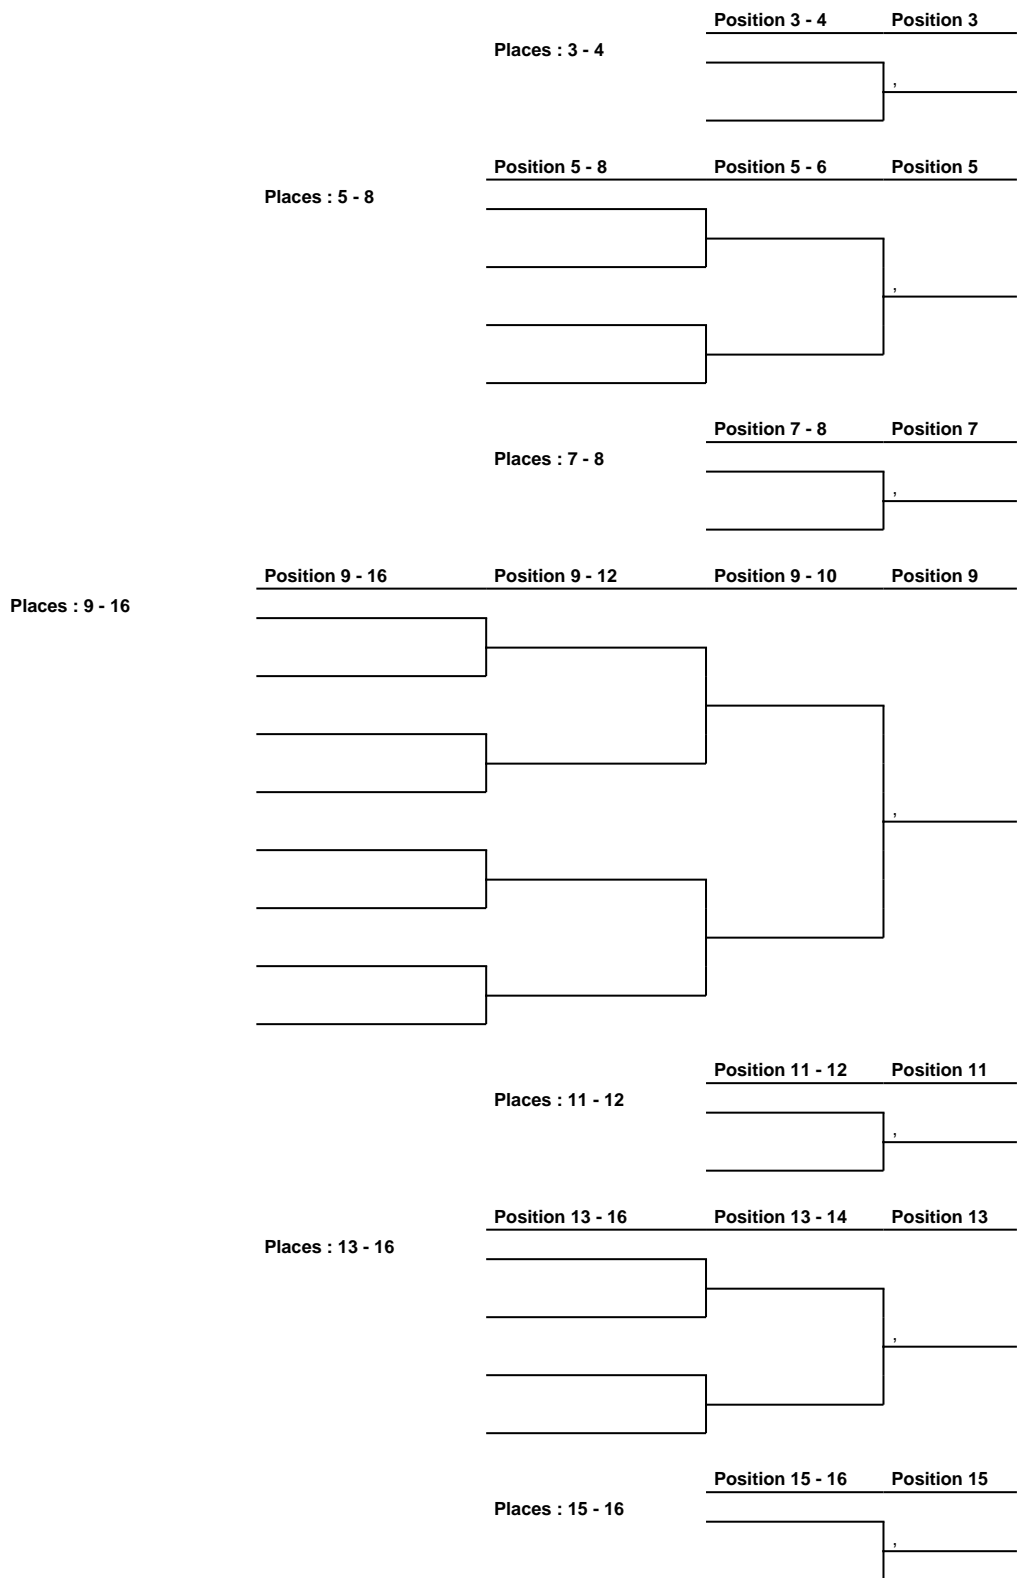 Position 3 - 4 Position 3
Places : 3 - 4
,
Position 5 - 8 Position 5 - 6 Position 5
Places : 5 - 8
,
Position 7 - 8 Position 7
Places : 7 - 8
,
Position 9 - 16 Position 9 - 12 Position 9 - 10 Position 9
Places : 9 - 16
,
Position 11 - 12 Position 11
Places : 11 - 12
,
Position 13 - 16 Position 13 - 14 Position 13
Places : 13 - 16
,
Position 15 - 16 Position 15
Places : 15 - 16
,